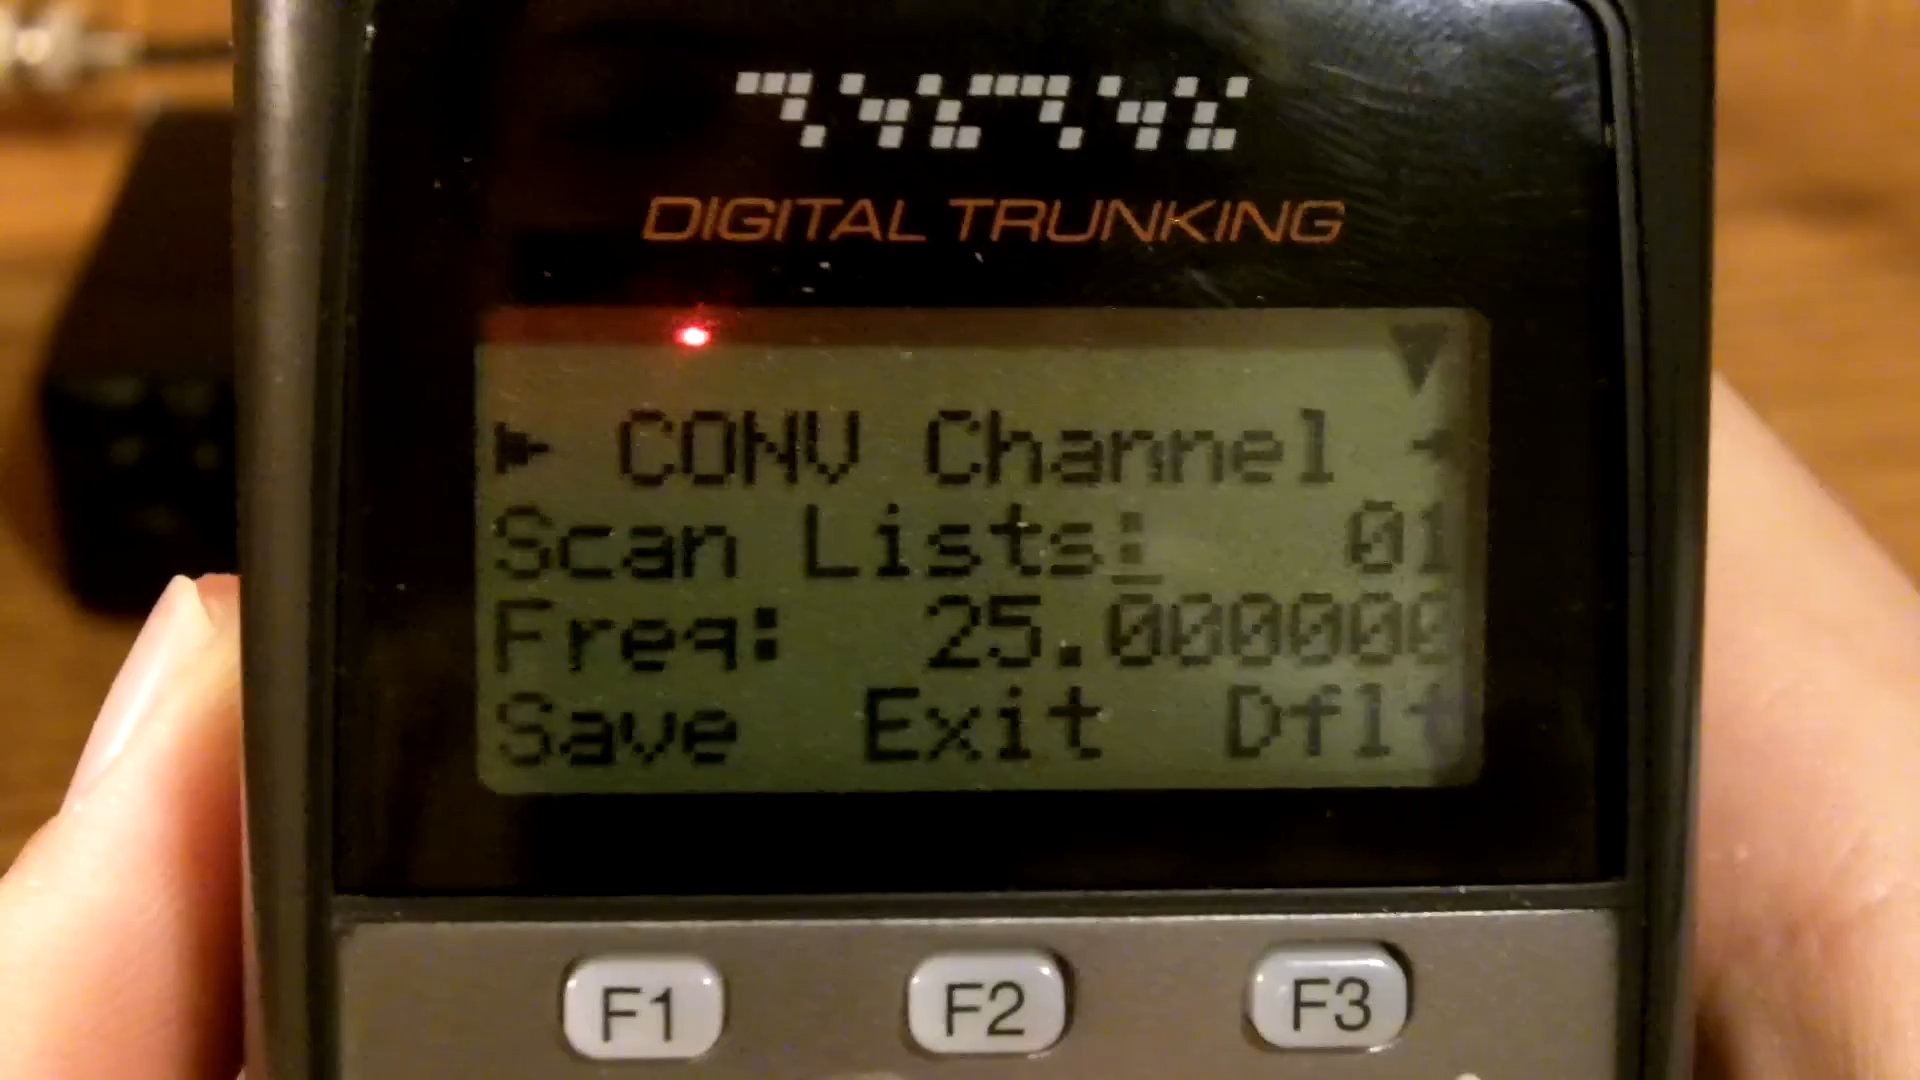 DIGITAL TRUNKING
CONV Channel
Scan Lists: 01
Freq: 25.000000
Save Exit Dflt
F1 F2 F3